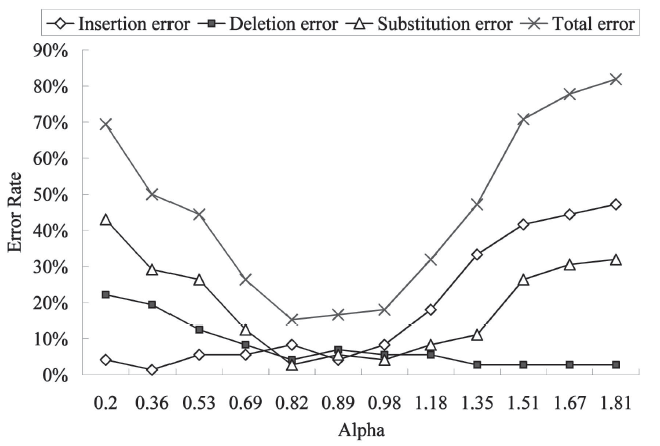 Insertion error Deletion error Substitution error Total error
90%
80%
70%
60%
50%
40%
30%
20%
10%
0%
Error Rate
0.2 0.36 0.53 0.69 0.82 0.89 0.98 1.18 1.35 1.51 1.67 1.81
Alpha